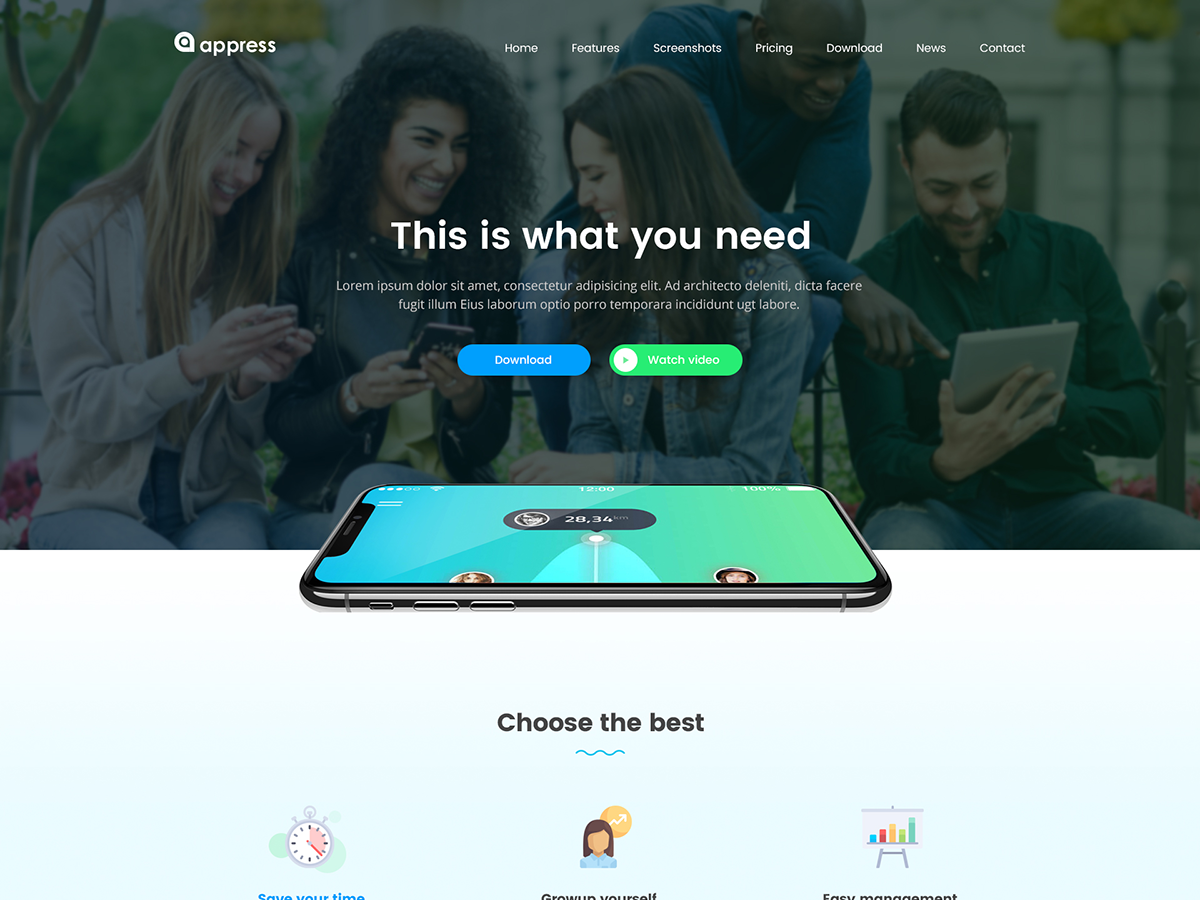 appress
Home Features Screenshots Pricing Download News Contact
This is what you need
Lorem ipsum dolor sit amet, consectetur adipisicing elit. Ad architecto deleniti, dicta facere
fugit illum Eius laborum optio porro temporara incididunt ugt labore.
Download Watch video
12:00 100%
28,34km
Choose the best
Save your time Growup yourself Easy management